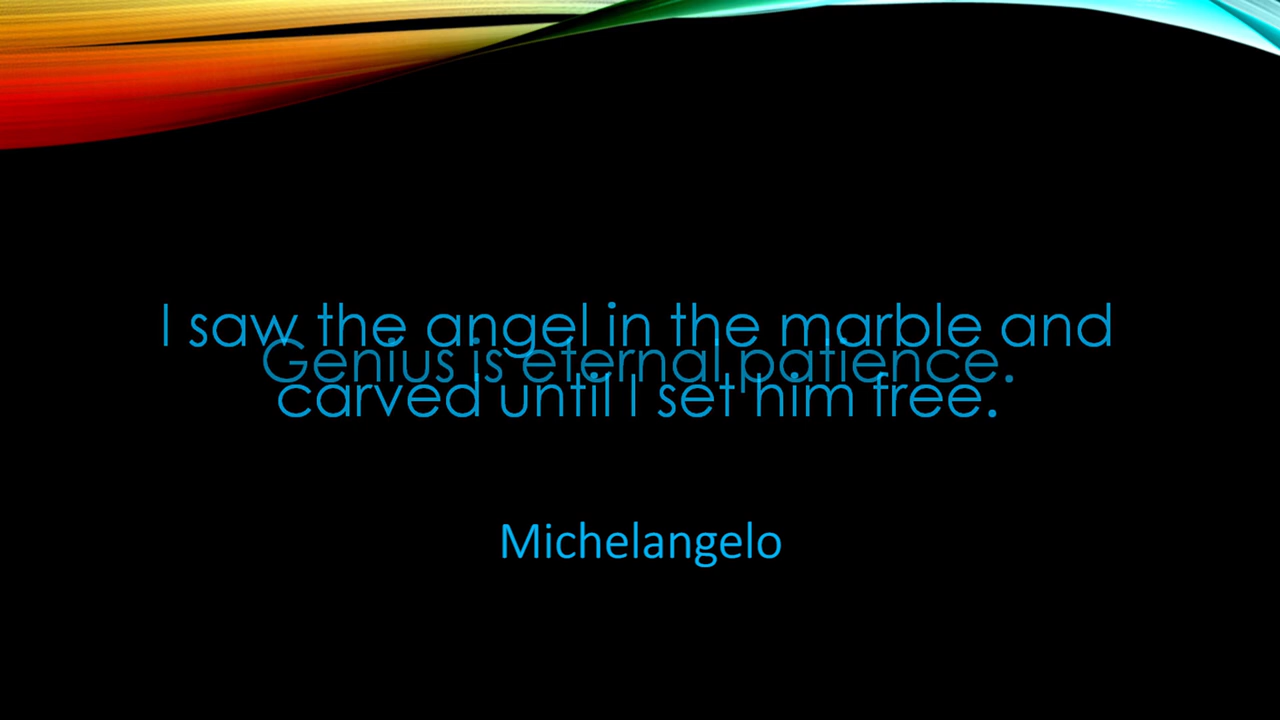 I saw the angel in the marble and
Genius is eternal patience.
carved until I set him free.
Michelangelo